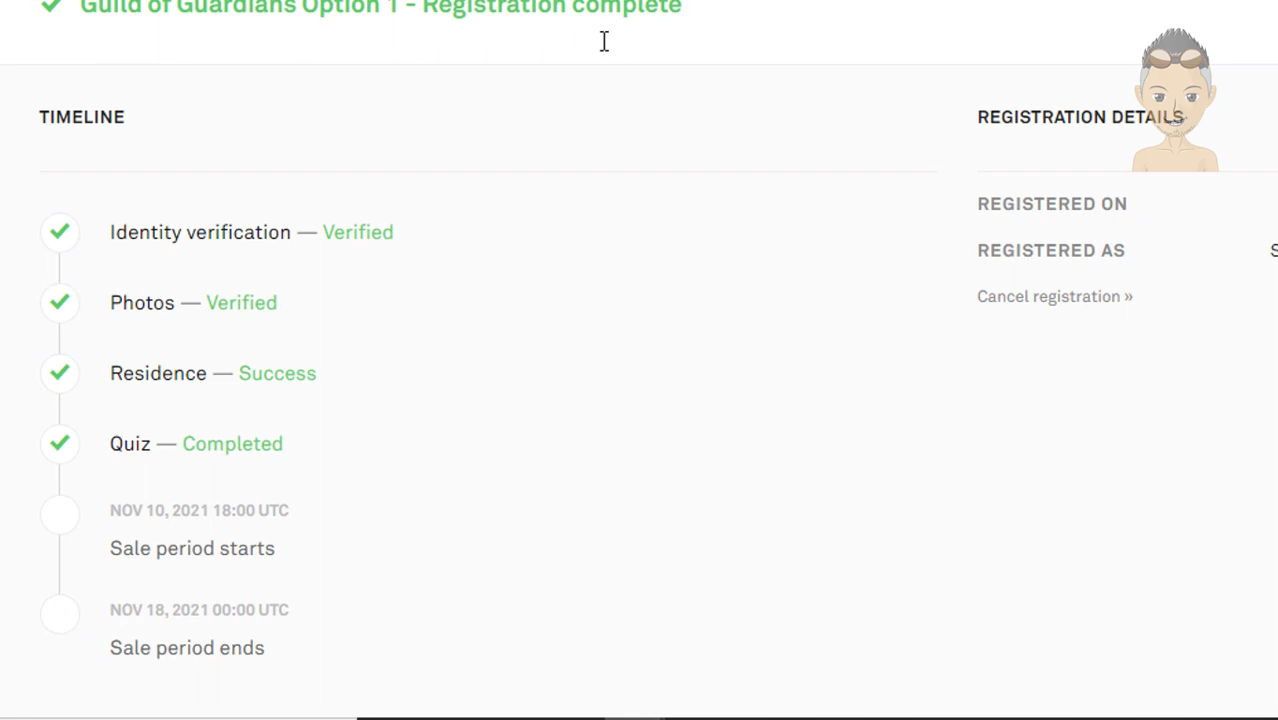 Guild of Guardians Option 1 - Registration complete
TIMELINE
REGISTRATION DETAILS
Identity verification — Verified
REGISTERED ON
Photos — Verified
REGISTERED AS
Cancel registration »
Residence — Success
Quiz — Completed
NOV 10, 2021 18:00 UTC
Sale period starts
NOV 18, 2021 00:00 UTC
Sale period ends